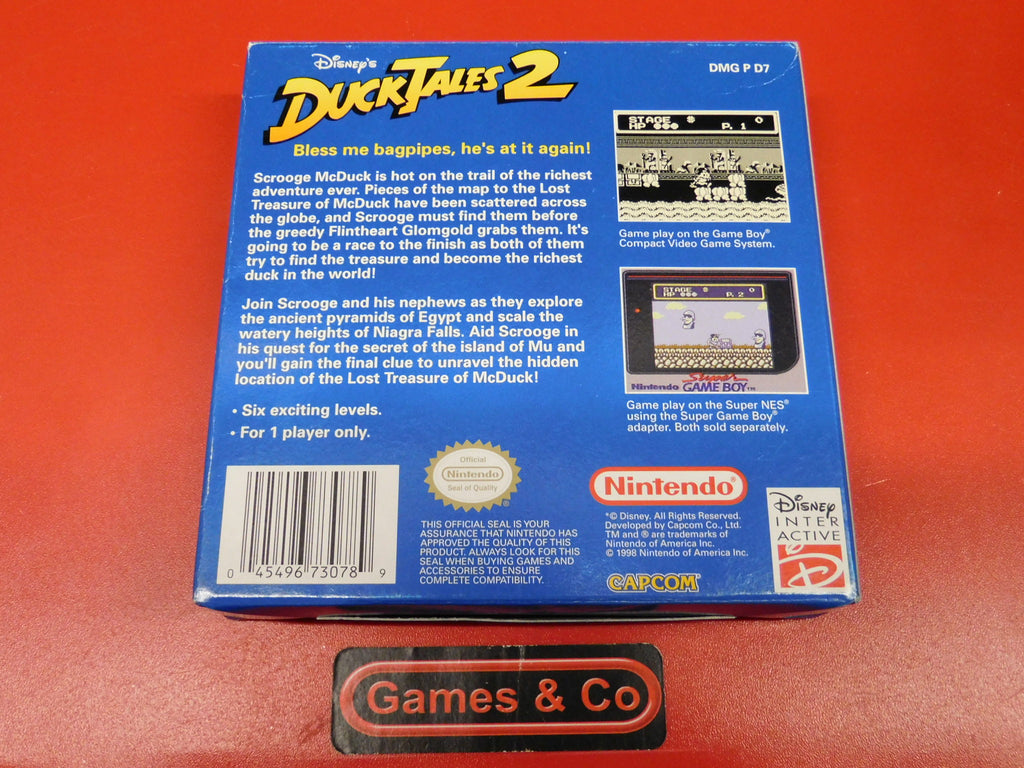 Disney's
DuckTales 2
DMG P D7
Bless me bagpipes, he's at it again!
Scrooge McDuck is hot on the trail of the richest
adventure ever. Pieces of the map to the Lost
Treasure of McDuck have been scattered across
the globe, and Scrooge must find them before
the greedy Flintheart Glomgold grabs them. It's
going to be a race to the finish as both of them
try to find the treasure and become the richest
duck in the world!
Join Scrooge and his nephews as they explore
the ancient pyramids of Egypt and scale the
watery heights of Niagra Falls. Aid Scrooge in
his quest for the secret of the island of Mu and
you'll gain the final clue to unravel the hidden
location of the Lost Treasure of McDuck!
• Six exciting levels.
• For 1 player only.
STAGE 0
HP P. 1
Game play on the Game Boy®
Compact Video Game System.
STAGE 0
HP P. 2
Super
Nintendo GAME BOY™
Game play on the Super NES®
using the Super Game Boy®
adapter. Both sold separately.
0 45496 73078 9
Official
Nintendo
Seal of Quality
THIS OFFICIAL SEAL IS YOUR
ASSURANCE THAT NINTENDO HAS
APPROVED THE QUALITY OF THIS
PRODUCT. ALWAYS LOOK FOR THIS
SEAL WHEN BUYING GAMES AND
ACCESSORIES TO ENSURE
COMPLETE COMPATIBILITY.
Nintendo®
*© Disney. All Rights Reserved.
Developed by Capcom Co., Ltd.
TM and ® are trademarks of
Nintendo of America Inc.
© 1998 Nintendo of America Inc.
CAPCOM®
Disney
INTER
ACTIVE
D
Games & Co